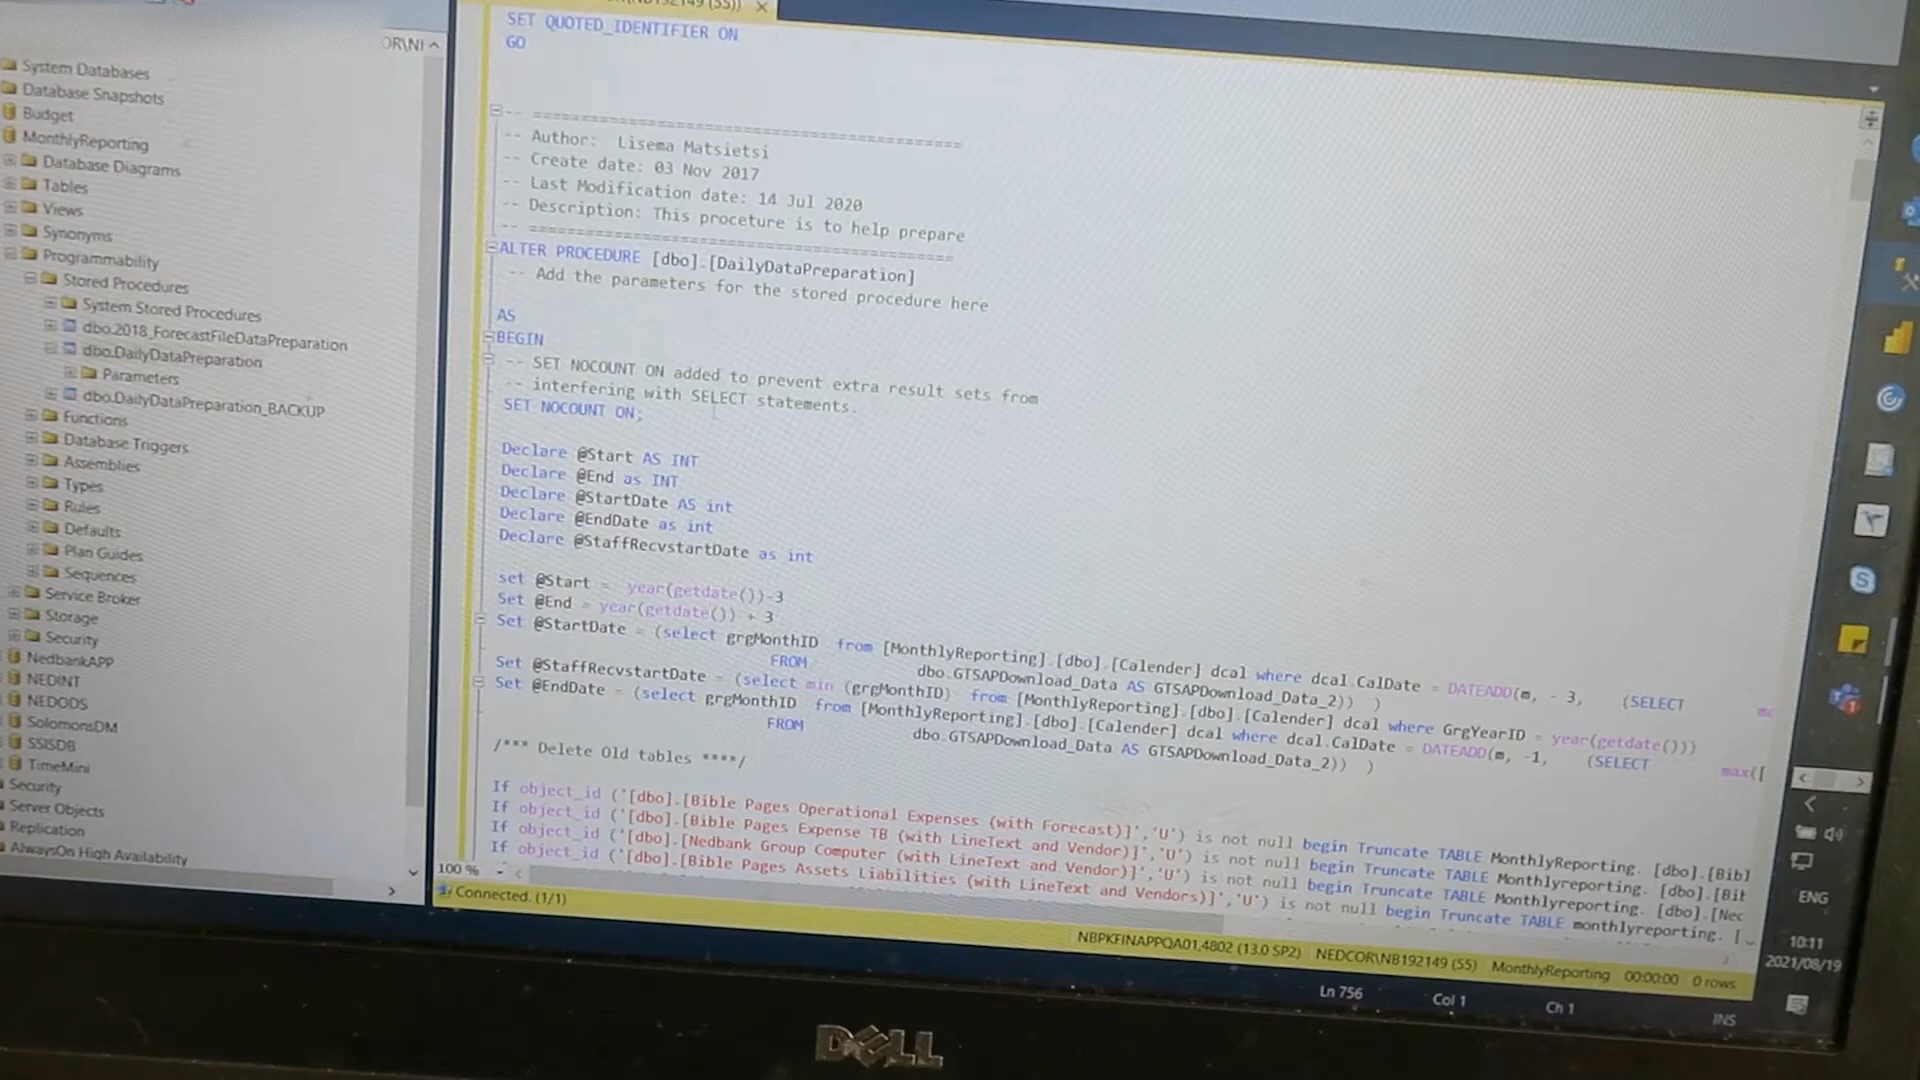 OR\NI
System Databases
Database Snapshots
Budget
MonthlyReporting
Database Diagrams
Tables
Views
Synonyms
Programmability
Stored Procedures
System Stored Procedures
dbo.2018_ForecastFileDataPreparation
dbo.DailyDataPreparation
Parameters
dbo.DailyDataPreparation_BACKUP
Functions
Database Triggers
Assemblies
Types
Rules
Defaults
Plan Guides
Sequences
Service Broker
Storage
Security
NedbankAPP
NEDINT
NEDODS
SolomonsDM
SSISDB
TimeMini
Security
Server Objects
Replication
AlwaysOn High Availability
SET QUOTED_IDENTIFIER ON
GO
-- =============================================
-- Author: Lisema Matsietsi
-- Create date: 03 Nov 2017
-- Last Modification date: 14 Jul 2020
-- Description: This proceture is to help prepare
-- =============================================
ALTER PROCEDURE [dbo].[DailyDataPreparation]
-- Add the parameters for the stored procedure here
AS
BEGIN
-- SET NOCOUNT ON added to prevent extra result sets from
-- interfering with SELECT statements.
SET NOCOUNT ON;
Declare @Start AS INT
Declare @End as INT
Declare @StartDate AS int
Declare @EndDate as int
Declare @StaffRecvstartDate as int
set @Start = year(getdate())-3
Set @End = year(getdate()) + 3
Set @StartDate = (select grgMonthID from [MonthlyReporting].[dbo].[Calender] dcal where dcal.CalDate = DATEADD(m, - 3, (SELECT
FROM dbo.GTSAPDownload_Data AS GTSAPDownload_Data_2)) )
Set @StaffRecvstartDate = (select min (grgMonthID) from [MonthlyReporting].[dbo].[Calender] dcal where GrgYearID = year(getdate()))
Set @EndDate = (select grgMonthID from [MonthlyReporting].[dbo].[Calender] dcal where dcal.CalDate = DATEADD(m, -1, (SELECT max([
FROM dbo.GTSAPDownload_Data AS GTSAPDownload_Data_2)) )
/*** Delete Old tables ****/
If object_id ('[dbo].[Bible Pages Operational Expenses (with Forecast)]','U') is not null begin Truncate TABLE MonthlyReporting. [dbo].[Bibl
If object_id ('[dbo].[Bible Pages Expense TB (with LineText and Vendor)]','U') is not null begin Truncate TABLE Monthlyreporting. [dbo].[Bit
If object_id ('[dbo].[Nedbank Group Computer (with LineText and Vendor)]','U') is not null begin Truncate TABLE Monthlyreporting. [dbo].[Nec
If object_id ('[dbo].[Bible Pages Assets Liabilities (with LineText and Vendors)]','U') is not null begin Truncate TABLE monthlyreporting. [
100 %
Connected. (1/1)
NBPKFINAPPQA01,4802 (13.0 SP2) NEDCOR\NB192149 (55) MonthlyReporting 00:00:00 0 rows
Ln 756 Col 1 Ch 1 INS
ENG
10:11
2021/08/19
DELL